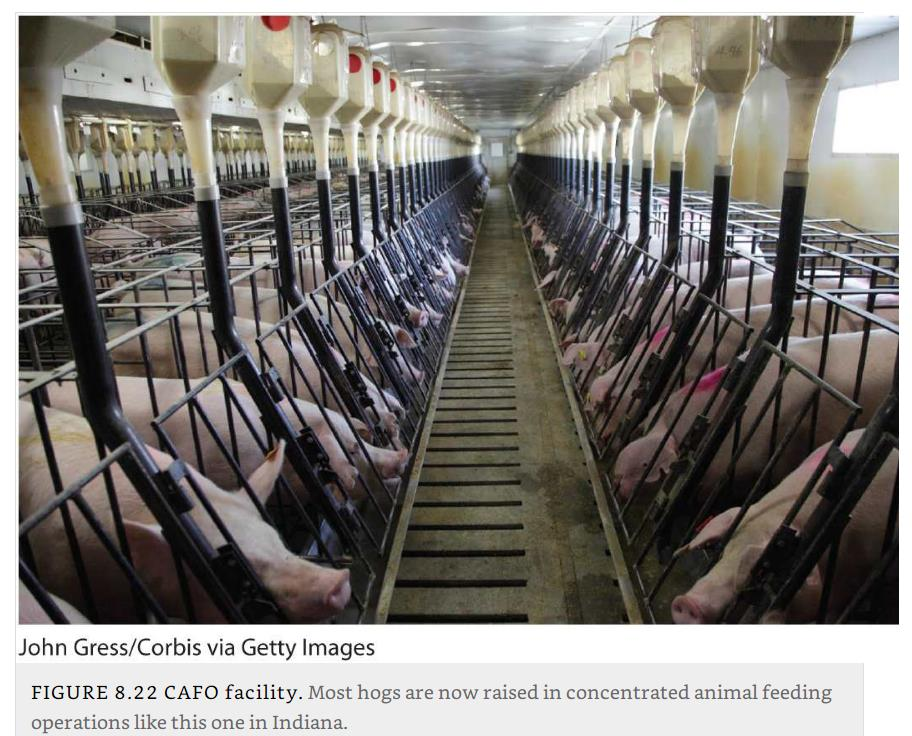 John Gress/Corbis via Getty Images
FIGURE 8.22 CAFO facility. Most hogs are now raised in concentrated animal feeding
operations like this one in Indiana.